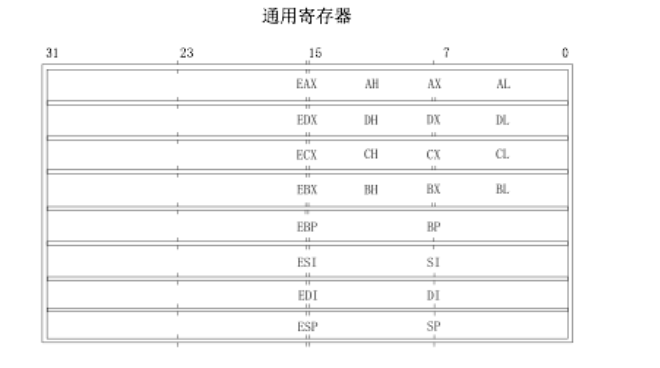 通用寄存器
31 23 15 7 0
EAX AH AX AL
EDX DH DX DL
ECX CH CX CL
EBX BH BX BL
EBP BP
ESI SI
EDI DI
ESP SP